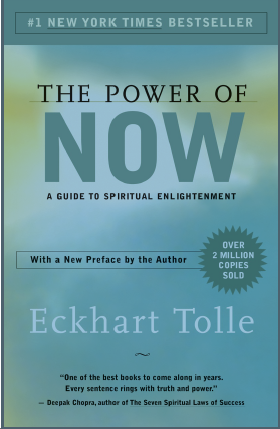 #1 NEW YORK TIMES BESTSELLER
THE POWER OF
NOW
A GUIDE TO SPIRITUAL ENLIGHTENMENT
With a New Preface by the Author
OVER
2 MILLION
COPIES
SOLD
Eckhart Tolle
~
“One of the best books to come along in years.
Every sentence rings with truth and power.”
— Deepak Chopra, author of The Seven Spiritual Laws of Success